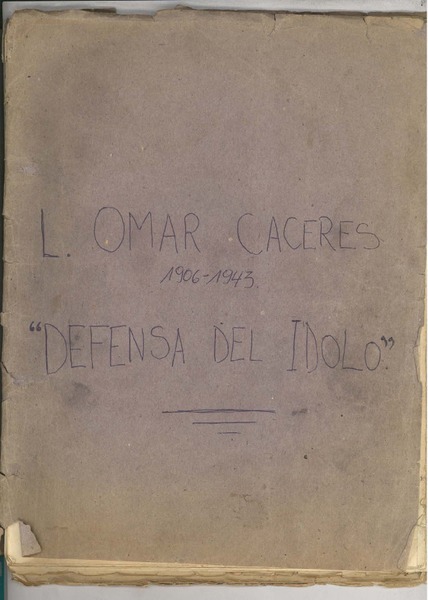 L. OMAR CACERES
1906-1943.
"DEFENSA DEL IDOLO."